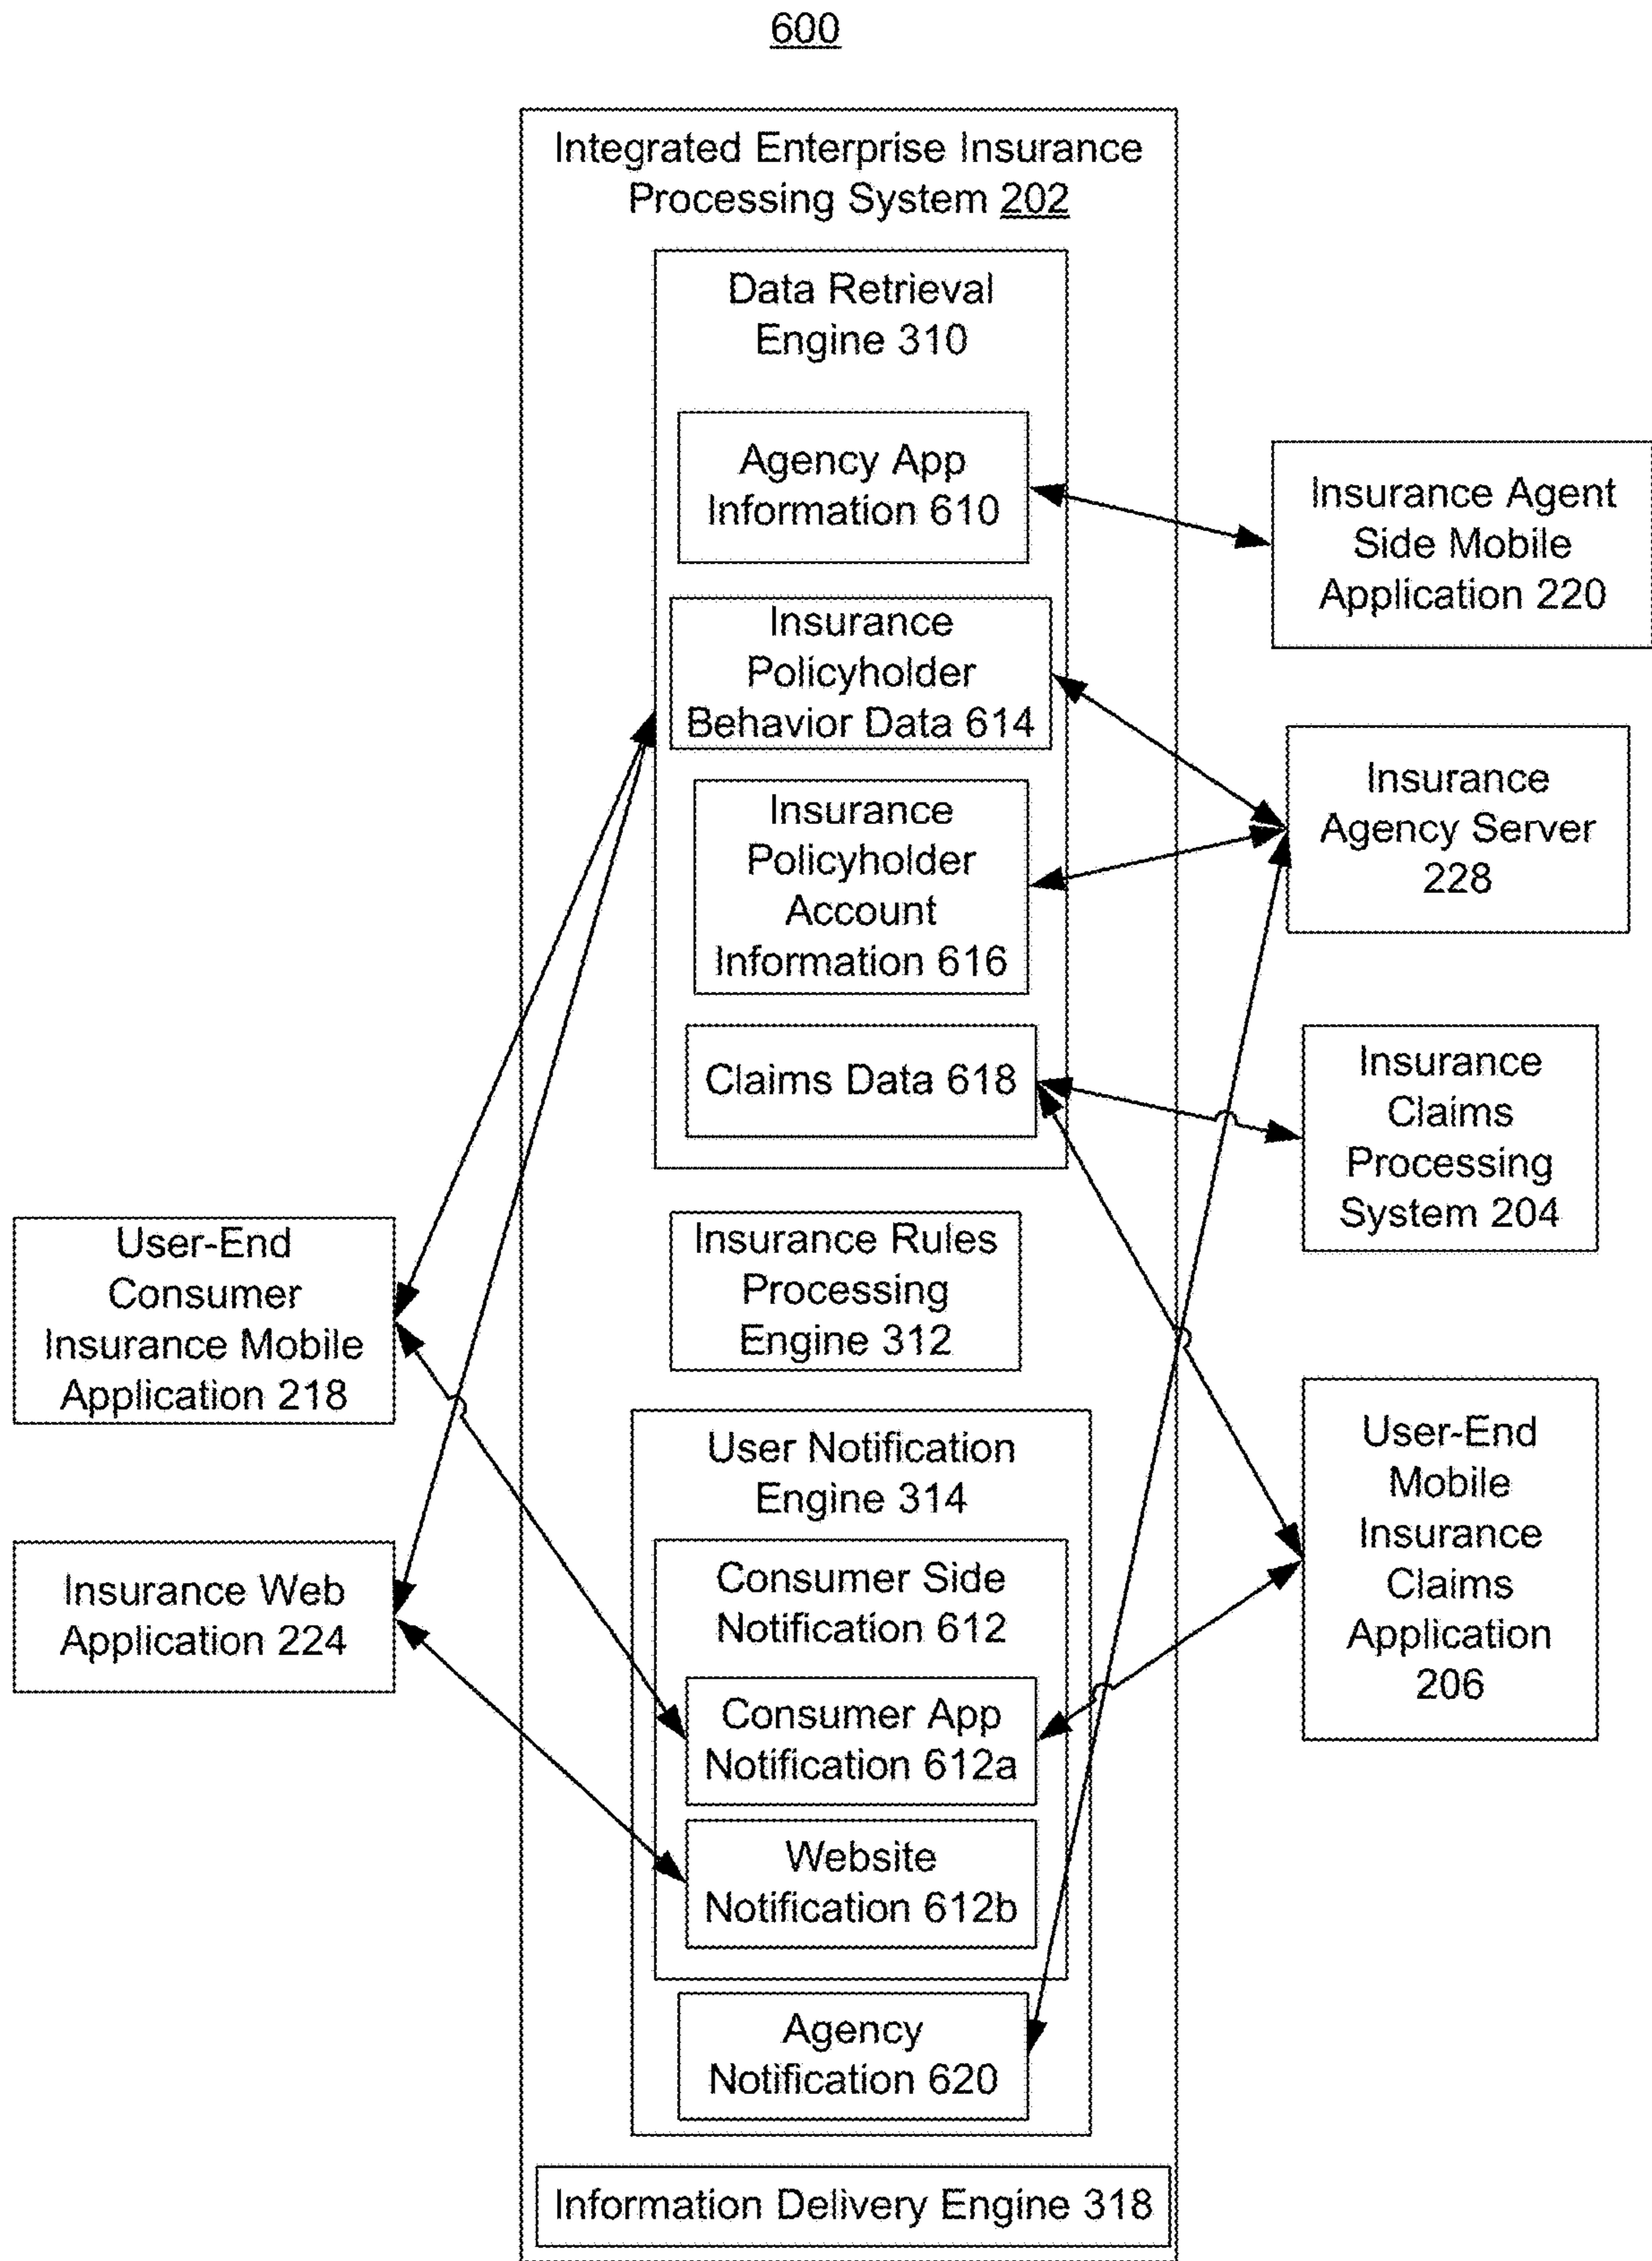 600
Integrated Enterprise Insurance
Processing System 202
Data Retrieval
Engine 310
Agency App
Information 610
Insurance
Policyholder
Behavior Data 614
Insurance
Policyholder
Account
Information 616
Claims Data 618
Insurance Rules
Processing
Engine 312
User Notification
Engine 314
Consumer Side
Notification 612
Consumer App
Notification 612a
Website
Notification 612b
Agency
Notification 620
Information Delivery Engine 318
User-End
Consumer
Insurance Mobile
Application 218
Insurance Web
Application 224
Insurance Agent
Side Mobile
Application 220
Insurance
Agency Server
228
Insurance
Claims
Processing
System 204
User-End
Mobile
Insurance
Claims
Application
206